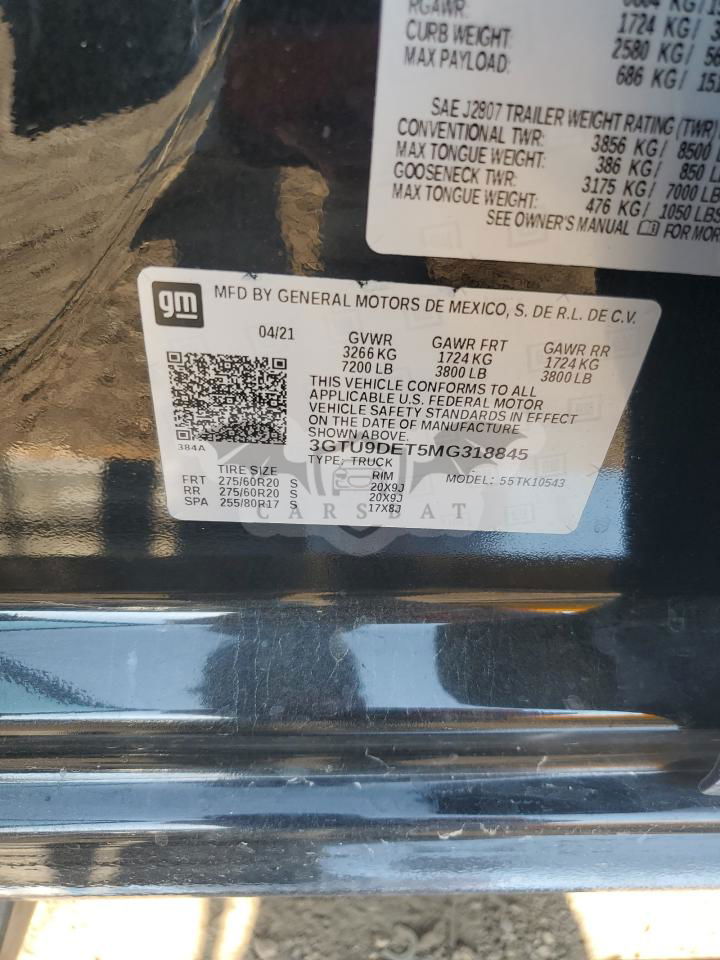 RGAWR:
CURB WEIGHT: 1724 KG/
MAX POWLOAD: 2580 KG/
686 KG/
SAE J2807 TRAILER WEIGHT RATING (TWR)
CONVENTIONAL TWR: 3856 KG/ 8500
MAX TONGUE WEIGHT: 386 KG/ 850
GOOSENECK TWR: 3175 KG/ 7000 LB
MAX TONGUE WEIGHT: 476 KG/ 1050 LBS
SEE OWNER'S MANUAL FOR MOR
gm MFD BY GENERAL MOTORS DE MEXICO, S. DE R.L. DE C.V.
04/21 GVWR GAWR FRT GAWR RR
3266 KG 1724 KG 1724 KG
7200 LB 3800 LB 3800 LB
THIS VEHICLE CONFORMS TO ALL
APPLICABLE U.S. FEDERAL MOTOR
VEHICLE SAFETY STANDARDS IN EFFECT
ON THE DATE OF MANUFACTURE
SHOWN ABOVE.
384A 3GTU9DET5MG318845
TYPE: TRUCK
TIRE SIZE RIM MODEL: 55TK10543
FRT 275/60R20 S 20X9J
RR 275/60R20 S 20X9J
SPA 255/80R17 S 17X8J
CARSBAT